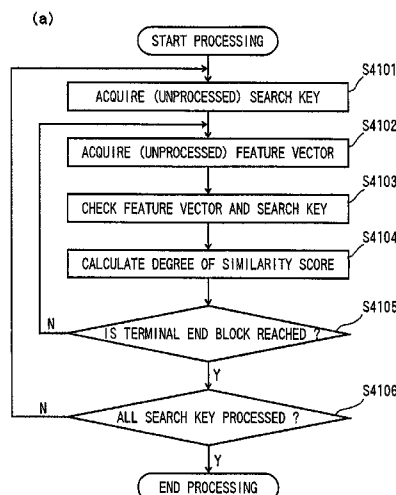 (a)
START PROCESSING
S4101
ACQUIRE (UNPROCESSED) SEARCH KEY
S4102
ACQUIRE (UNPROCESSED) FEATURE VECTOR
S4103
CHECK FEATURE VECTOR AND SEARCH KEY
S4104
CALCULATE DEGREE OF SIMILARITY SCORE
S4105
IS TERMINAL END BLOCK REACHED ?
N
Y
S4106
ALL SEARCH KEY PROCESSED ?
N
Y
END PROCESSING